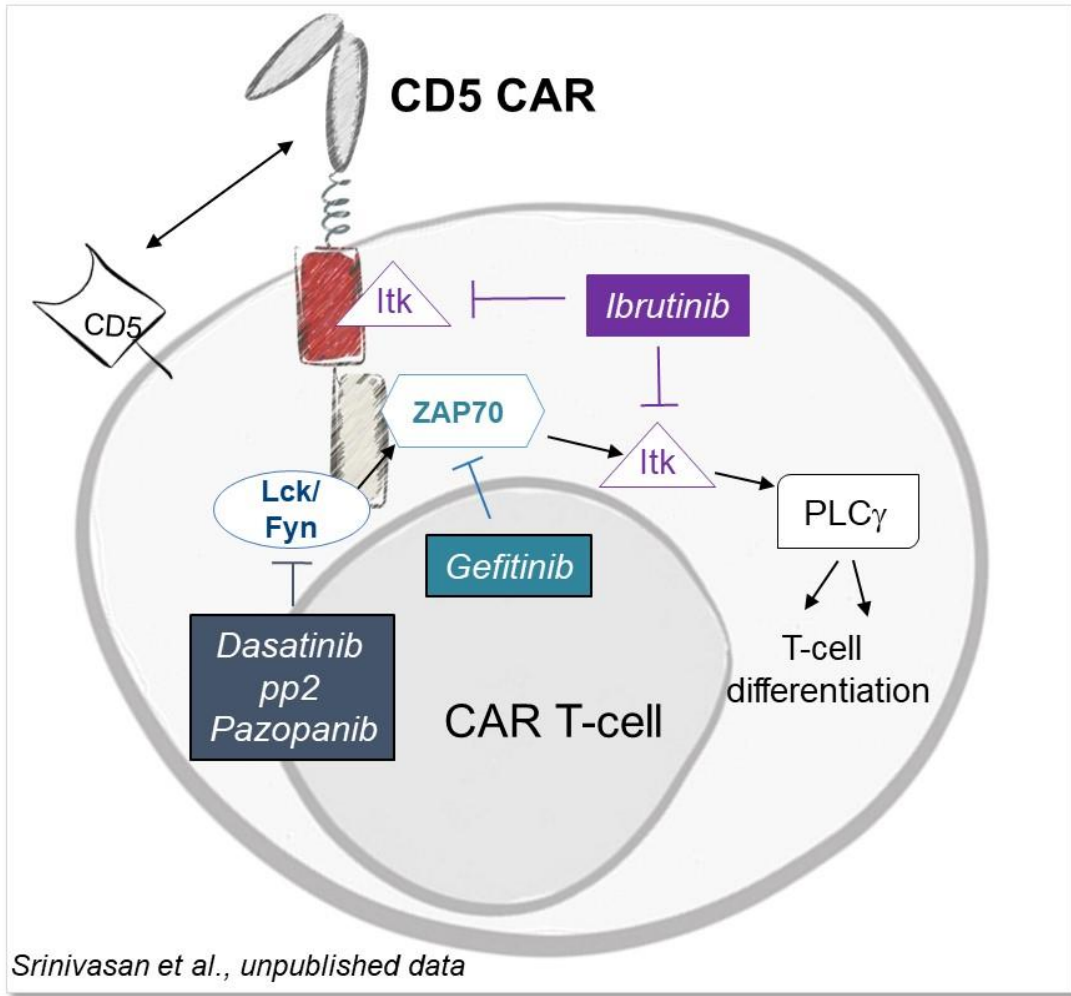 CD5 CAR
CD5
Itk
Ibrutinib
ZAP70
Itk
Lck/
Fyn
PLCγ
Gefitinib
Dasatinib
pp2
Pazopanib
T-cell
differentiation
CAR T-cell
Srinivasan et al., unpublished data